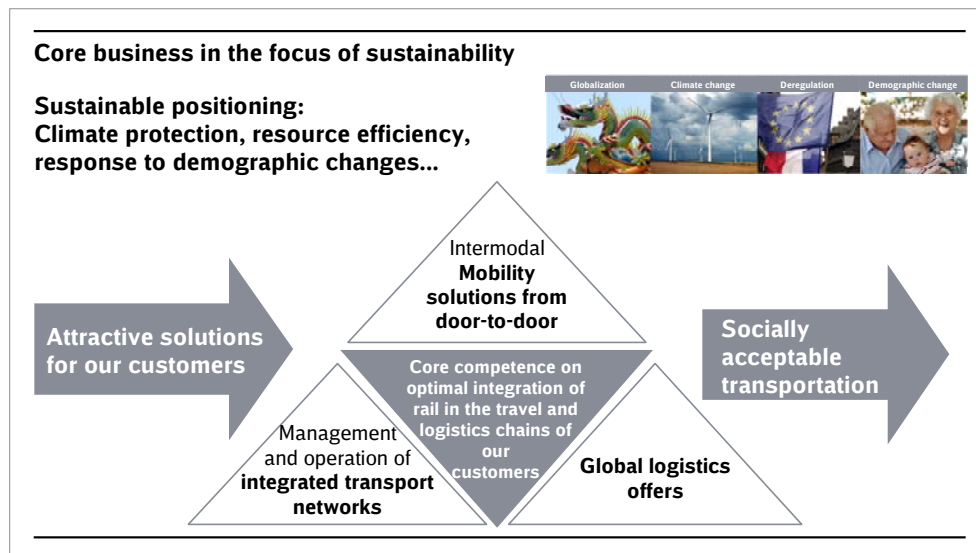 Core business in the focus of sustainability
Sustainable positioning:
Climate protection, resource efficiency,
response to demographic changes...
Globalization
Climate change
Deregulation
Demographic change
Intermodal
Mobility
solutions from
door-to-door
Attractive solutions
for our customers
Core competence on
optimal integration of
rail in the travel and
logistics chains of
our
customers
Management
and operation of
integrated transport
networks
Global logistics
offers
Socially
acceptable
transportation